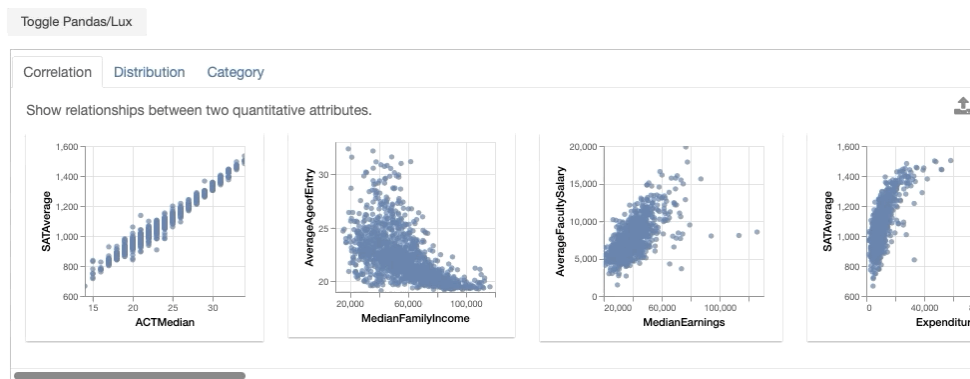 Toggle Pandas/Lux
Correlation Distribution Category
Show relationships between two quantitative attributes.
1,600
1,400
1,200
1,000
800
600
SATAverage
15 20 25 30
ACTMedian
30
25
20
AverageAgeofEntry
20,000 60,000 100,000
MedianFamilyIncome
20,000
15,000
10,000
5,000
0
AverageFacultySalary
20,000 60,000 100,000
MedianEarnings
1,600
1,400
1,200
1,000
800
600
SATAverage
0 40,000
Expenditur